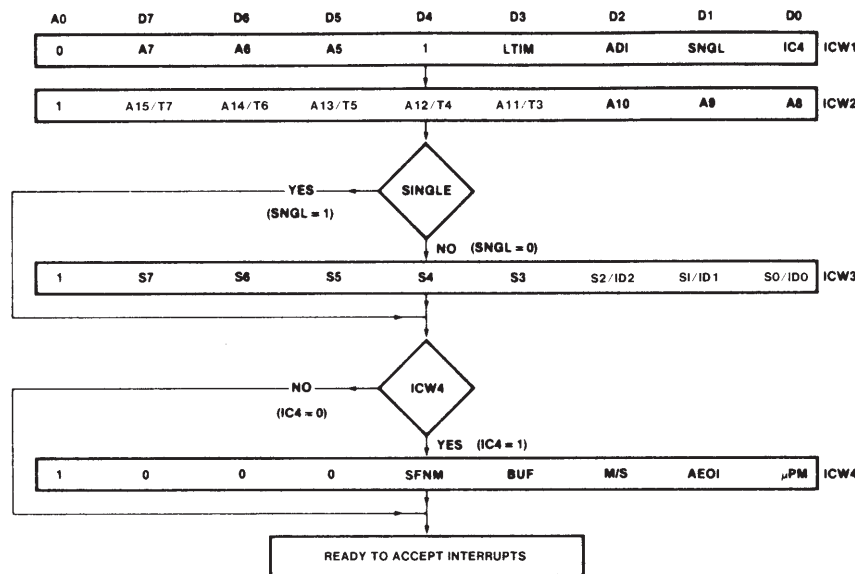 A0 D7 D6 D5 D4 D3 D2 D1 D0
0 A7 A6 A5 1 LTIM ADI SNGL IC4 ICW1
1 A15/T7 A14/T6 A13/T5 A12/T4 A11/T3 A10 A9 A8 ICW2
YES SINGLE
(SNGL = 1)
NO (SNGL = 0)
1 S7 S6 S5 S4 S3 S2/ID2 S1/ID1 S0/ID0 ICW3
NO ICW4
(IC4 = 0)
YES (IC4 = 1)
1 0 0 0 SFNM BUF M/S AEOI μPM ICW4
READY TO ACCEPT INTERRUPTS